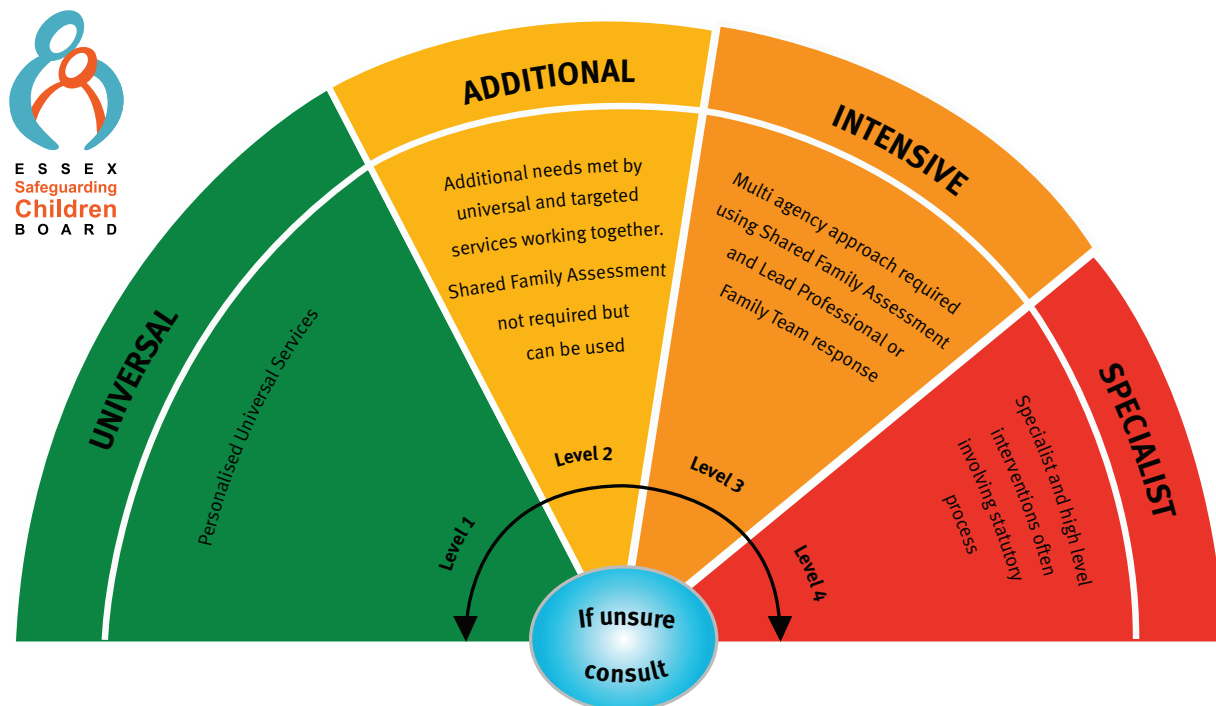 ESSEX
Safeguarding
Children
BOARD
UNIVERSAL
Personalised Universal Services
Level 1
ADDITIONAL
Additional needs met by
universal and targeted
services working together.
Shared Family Assessment
not required but
can be used
Level 2
INTENSIVE
Multi agency approach required
using Shared Family Assessment
and Lead Professional or
Family Team response
Level 3
SPECIALIST
Specialist and high level
interventions often
involving statutory
process
Level 4
If unsure
consult